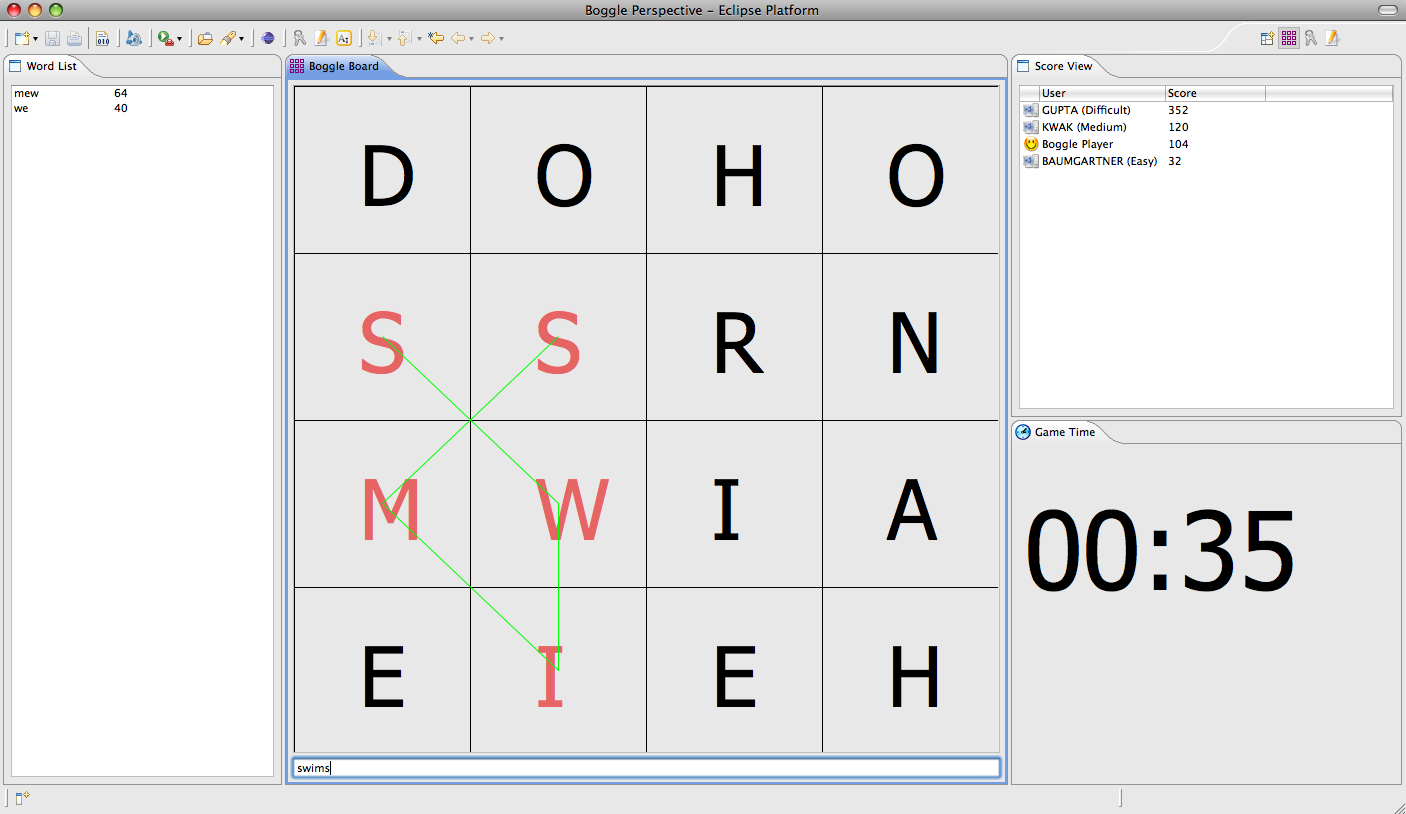 Boggle Perspective – Eclipse Platform
010
Word List
mew 64
we 40
Boggle Board
D O H O
S S R N
M W I A
E I E H
swims
Score View
User Score
GUPTA (Difficult) 352
KWAK (Medium) 120
Boggle Player 104
BAUMGARTNER (Easy) 32
Game Time
00:35